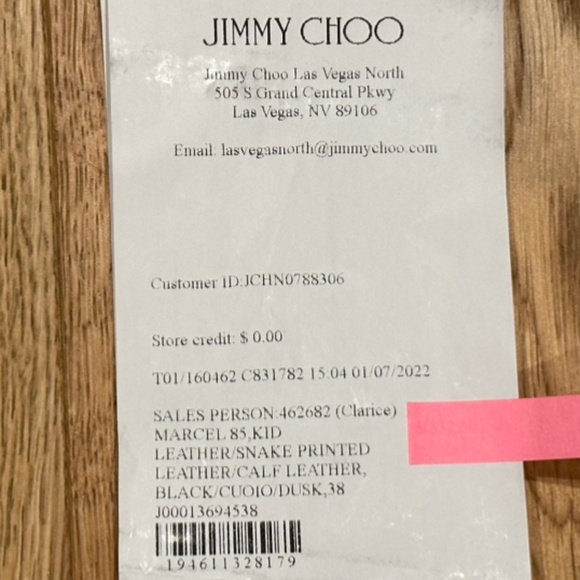 JIMMY CHOO
Jimmy Choo Las Vegas North
505 S Grand Central Pkwy
Las Vegas, NV 89106
Email: lasvegasnorth@jimmychoo.com
Customer ID:JCHN0788306
Store credit: $ 0.00
T01/160462 C831782 15:04 01/07/2022
SALES PERSON:462682 (Clarice)
MARCEL 85,KID
LEATHER/SNAKE PRINTED
LEATHER/CALF LEATHER,
BLACK/CUOIO/DUSK,38
J00013694538
194611328179